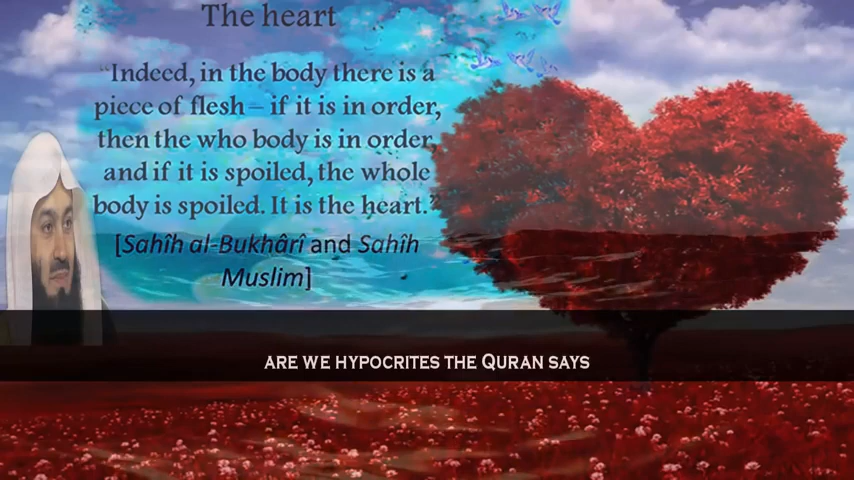 The heart
"Indeed, in the body there is a
piece of flesh – if it is in order,
then the who body is in order,
and if it is spoiled, the whole
body is spoiled. It is the heart."
[Sahîh al-Bukhârî and Sahîh
Muslim]
ARE WE HYPOCRITES THE QURAN SAYS